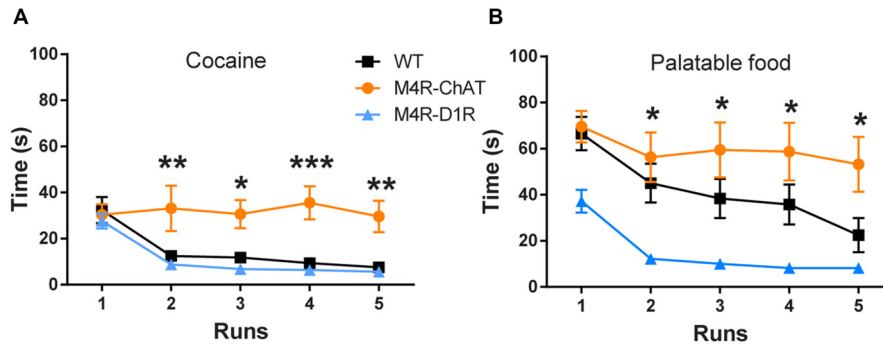 A
Cocaine
WT
M4R-ChAT
M4R-D1R
** * *** **
Time (s)
100
80
60
40
20
0
1 2 3 4 5
Runs
B
Palatable food
* * * *
Time (s)
100
80
60
40
20
0
1 2 3 4 5
Runs